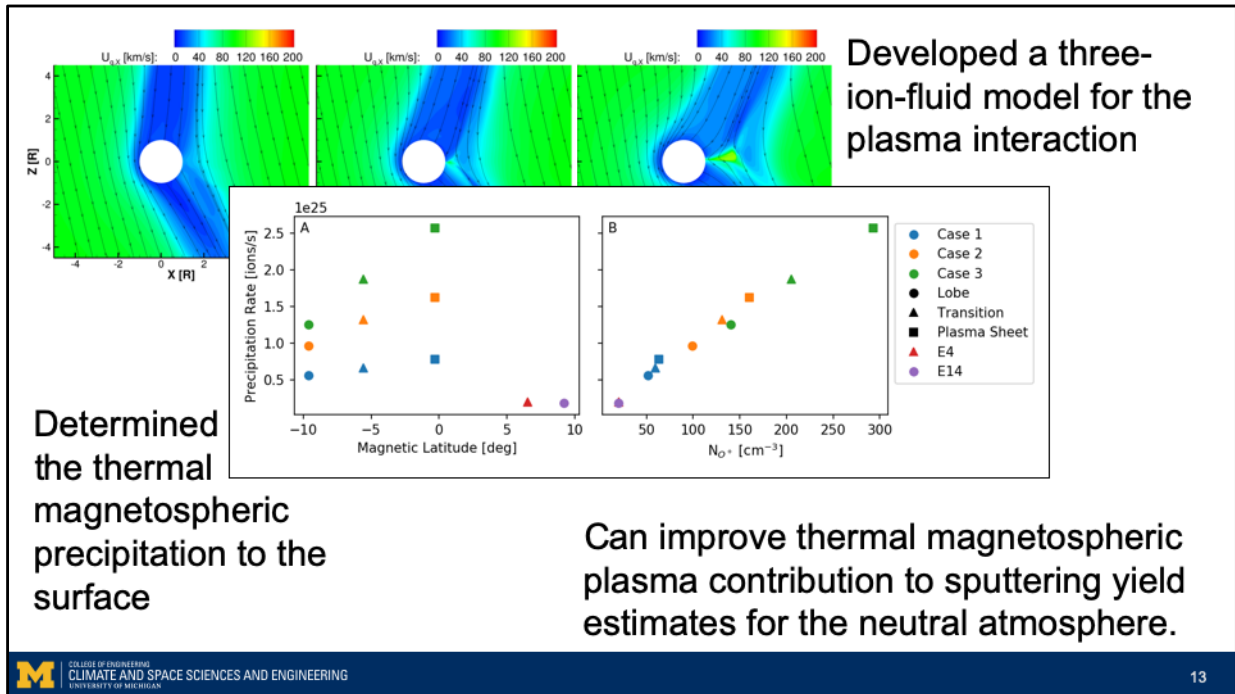 U_q,X [km/s]: 0 40 80 120 160 200
U_q,X [km/s]: 0 40 80 120 160 200
U_q,X [km/s]: 0 40 80 120 160 200
Developed a three-
ion-fluid model for the
plasma interaction
4
2
0
-2
-4
Z [R]
-4 -2 0 2
X [R]
1e25
A
2.5
2.0
1.5
1.0
0.5
Precipitation Rate [ions/s]
−10 −5 0 5 10
Magnetic Latitude [deg]
B
50 100 150 200 250 300
N_O⁺ [cm⁻³]
Case 1
Case 2
Case 3
Lobe
Transition
Plasma Sheet
E4
E14
Determined
the thermal
magnetospheric
precipitation to the
surface
Can improve thermal magnetospheric
plasma contribution to sputtering yield
estimates for the neutral atmosphere.
M
COLLEGE OF ENGINEERING
CLIMATE AND SPACE SCIENCES AND ENGINEERING
UNIVERSITY OF MICHIGAN
13